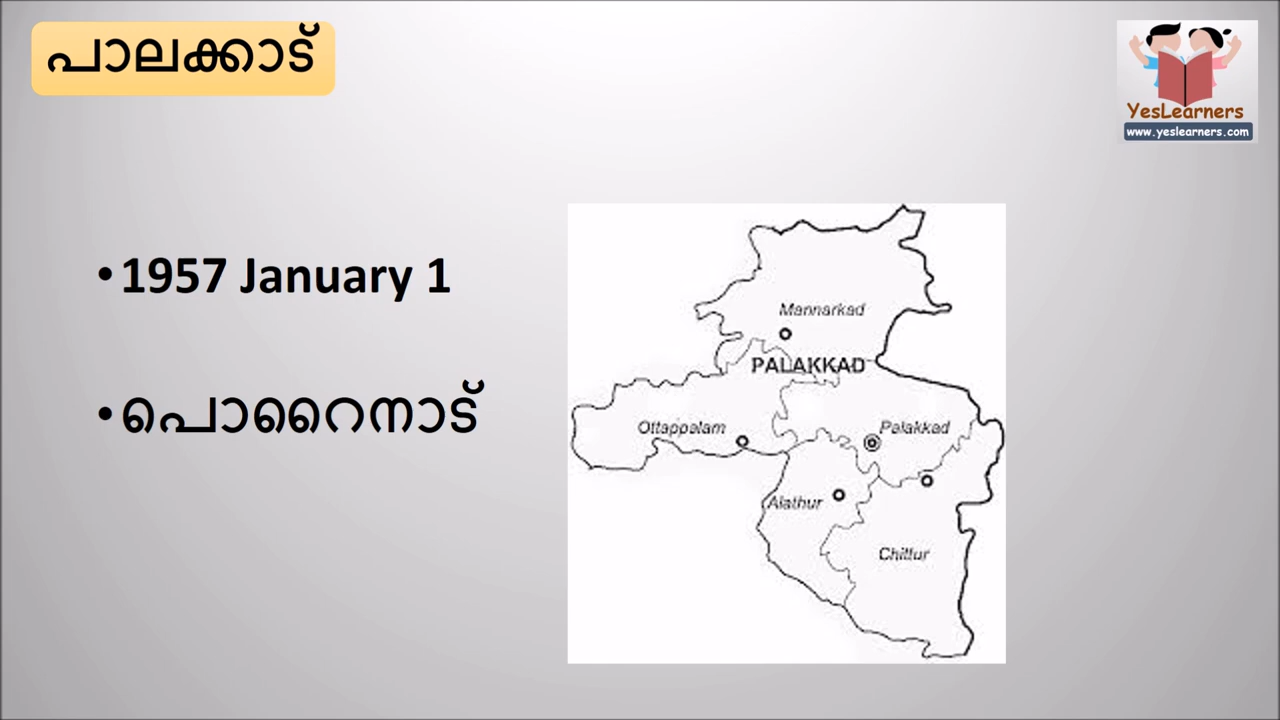 പാലക്കാട്
YesLearners
www.yeslearners.com
•1957 January 1
•പൊറൈനാട്
Mannarkad
PALAKKAD
Ottappalam
Palakkad
Alathur
Chittur